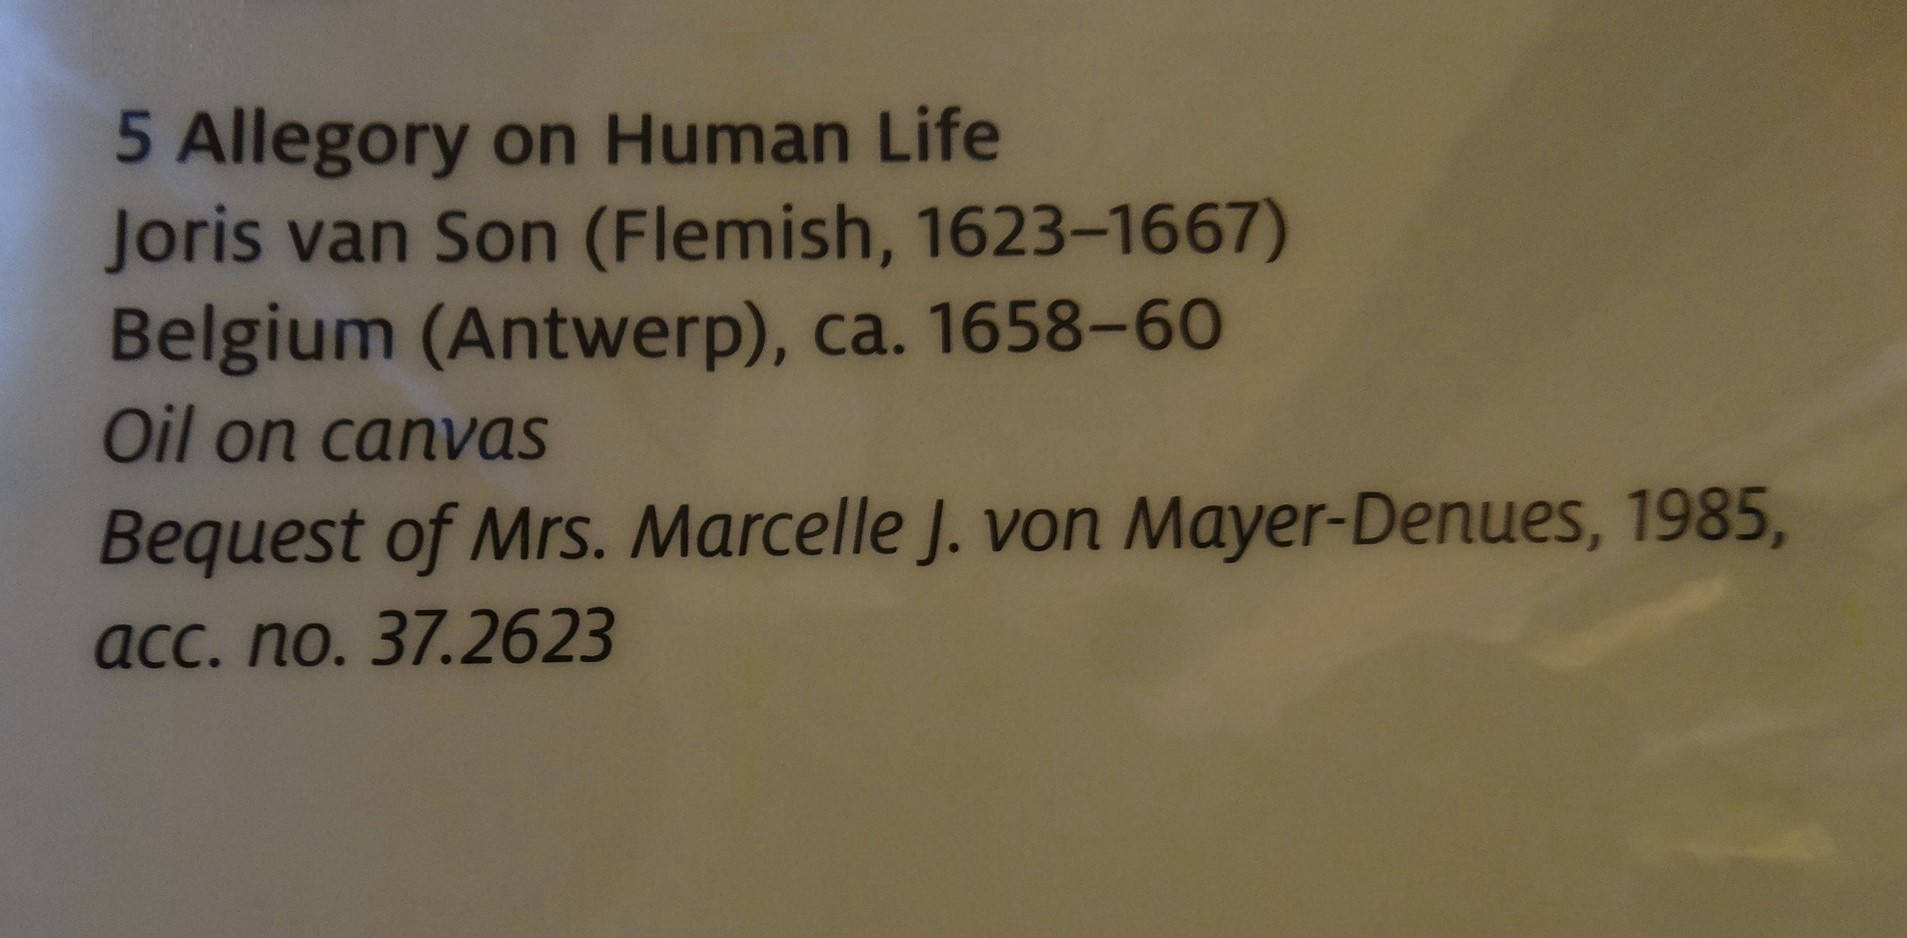 5 Allegory on Human Life
Joris van Son (Flemish, 1623–1667)
Belgium (Antwerp), ca. 1658–60
Oil on canvas
Bequest of Mrs. Marcelle J. von Mayer-Denues, 1985,
acc. no. 37.2623